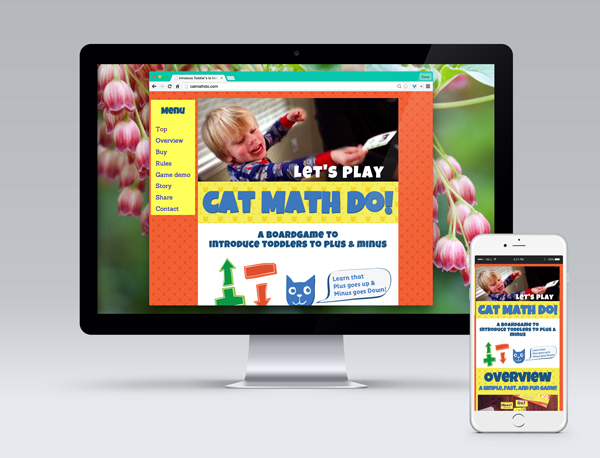 Introduce Toddler's to
catmathdo.com
Menu
Top
Overview
Buy
Rules
Game demo
Story
Share
Contact
LET'S PLAY
CAT MATH DO!
A BOARDGAME TO
INTRODUCE TODDLERS TO PLUS & MINUS
Learn that
Plus goes up &
Minus goes Down!
LET'S PLAY
CAT MATH DO!
A BOARDGAME TO
INTRODUCE TODDLERS TO PLUS &
MINUS
Learn that
Plus goes up &
Minus goes Down!
OVERVIEW
A SIMPLE, FAST, AND FUN GAME!